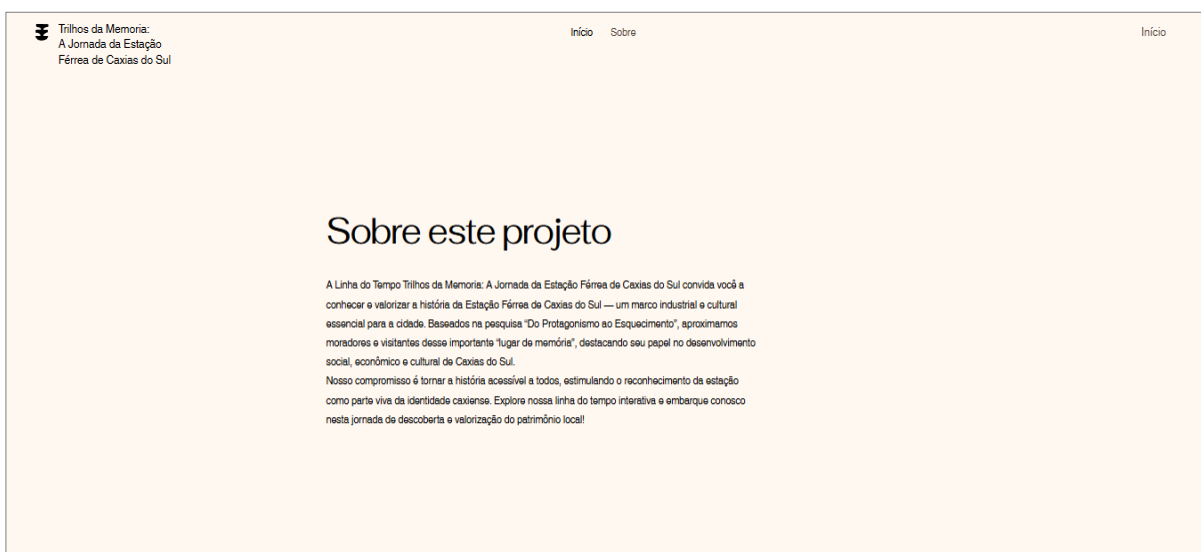 Trilhos da Memoria:
A Jornada da Estação
Férrea de Caxias do Sul
Início Sobre
Início
Sobre este projeto
A Linha do Tempo Trilhos da Memoria: A Jornada da Estação Férrea de Caxias do Sul convida você a
conhecer e valorizar a história da Estação Férrea de Caxias do Sul — um marco industrial e cultural
essencial para a cidade. Baseados na pesquisa “Do Protagonismo ao Esquecimento”, aproximamos
moradores e visitantes desse importante “lugar de memória”, destacando seu papel no desenvolvimento
social, econômico e cultural de Caxias do Sul.
Nosso compromisso é tornar a história acessível a todos, estimulando o reconhecimento da estação
como parte viva da identidade caxiense. Explore nossa linha do tempo interativa e embarque conosco
nesta jornada de descoberta e valorização do patrimônio local!